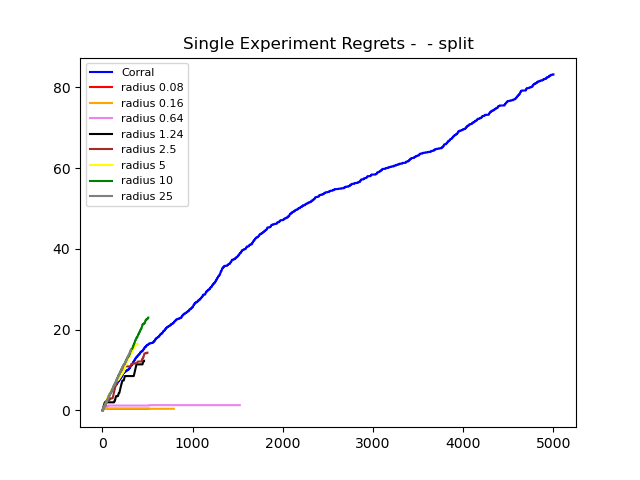 Single Experiment Regrets -  - split
Corral
radius 0.08
radius 0.16
radius 0.64
radius 1.24
radius 2.5
radius 5
radius 10
radius 25
80
60
40
20
0
0 1000 2000 3000 4000 5000